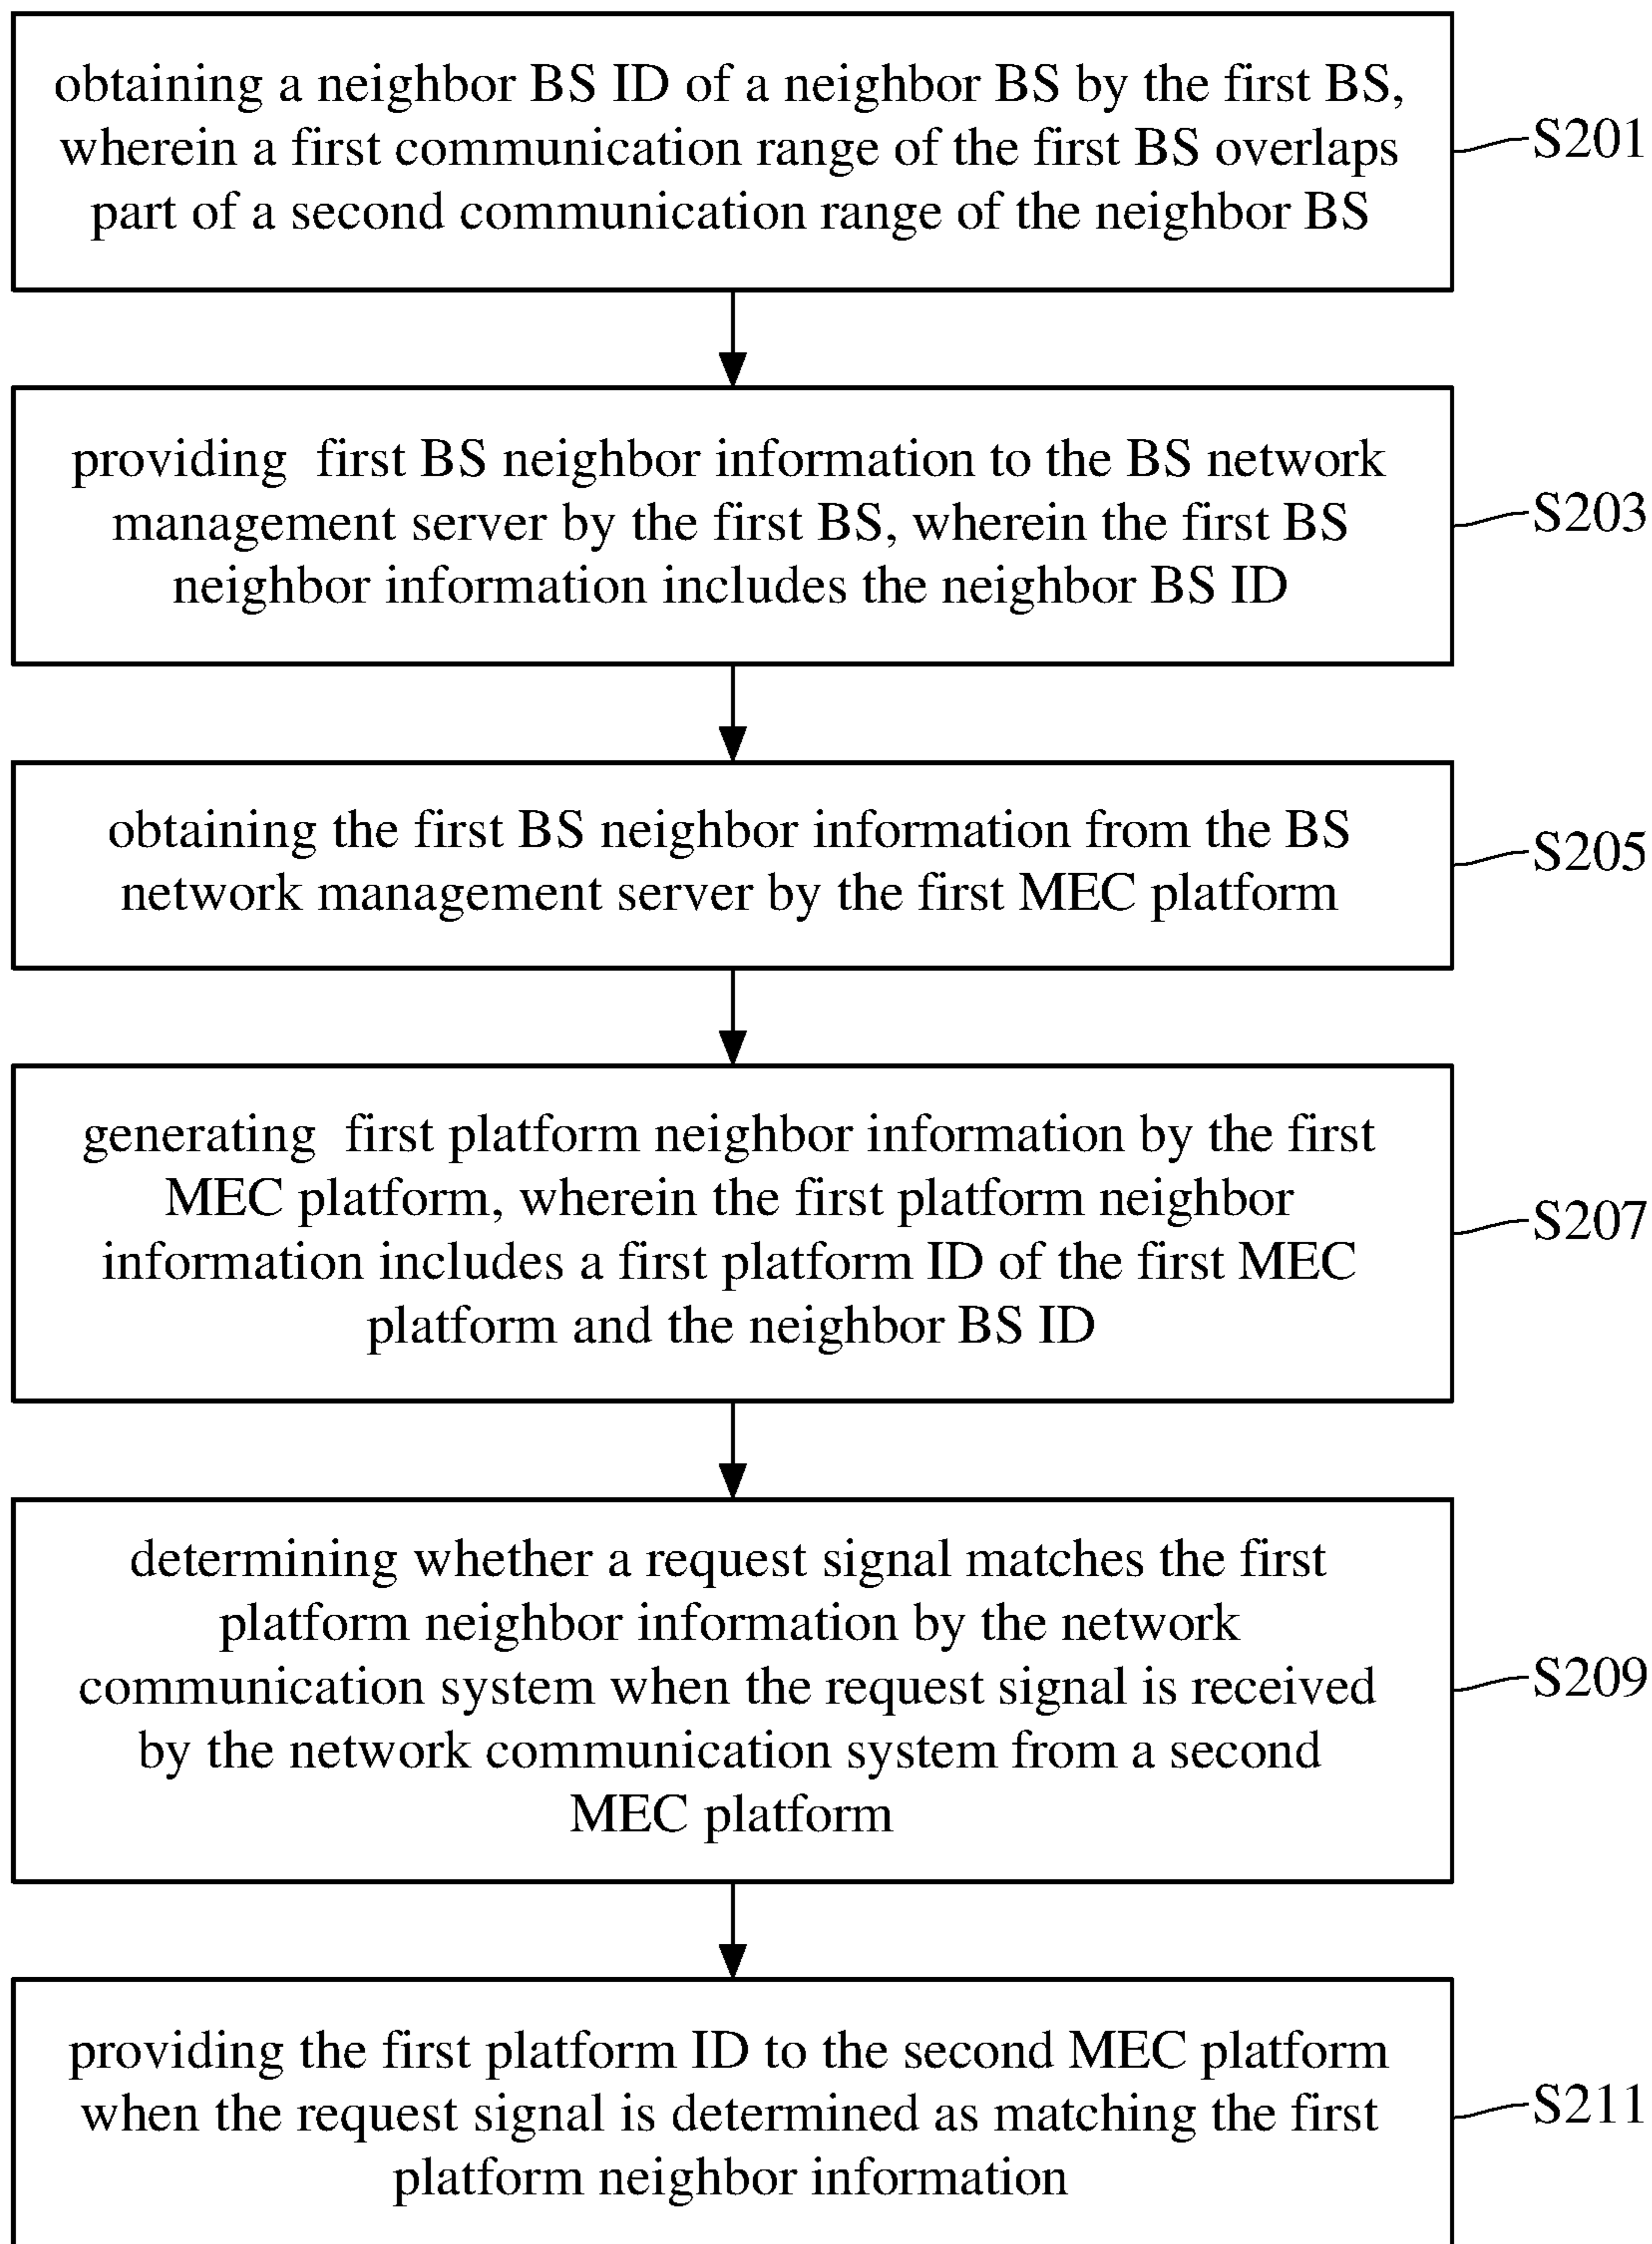 obtaining a neighbor BS ID of a neighbor BS by the first BS,
wherein a first communication range of the first BS overlaps
part of a second communication range of the neighbor BS
S201
providing first BS neighbor information to the BS network
management server by the first BS, wherein the first BS
neighbor information includes the neighbor BS ID
S203
obtaining the first BS neighbor information from the BS
network management server by the first MEC platform
S205
generating first platform neighbor information by the first
MEC platform, wherein the first platform neighbor
information includes a first platform ID of the first MEC
platform and the neighbor BS ID
S207
determining whether a request signal matches the first
platform neighbor information by the network
communication system when the request signal is received
by the network communication system from a second
MEC platform
S209
providing the first platform ID to the second MEC platform
when the request signal is determined as matching the first
platform neighbor information
S211